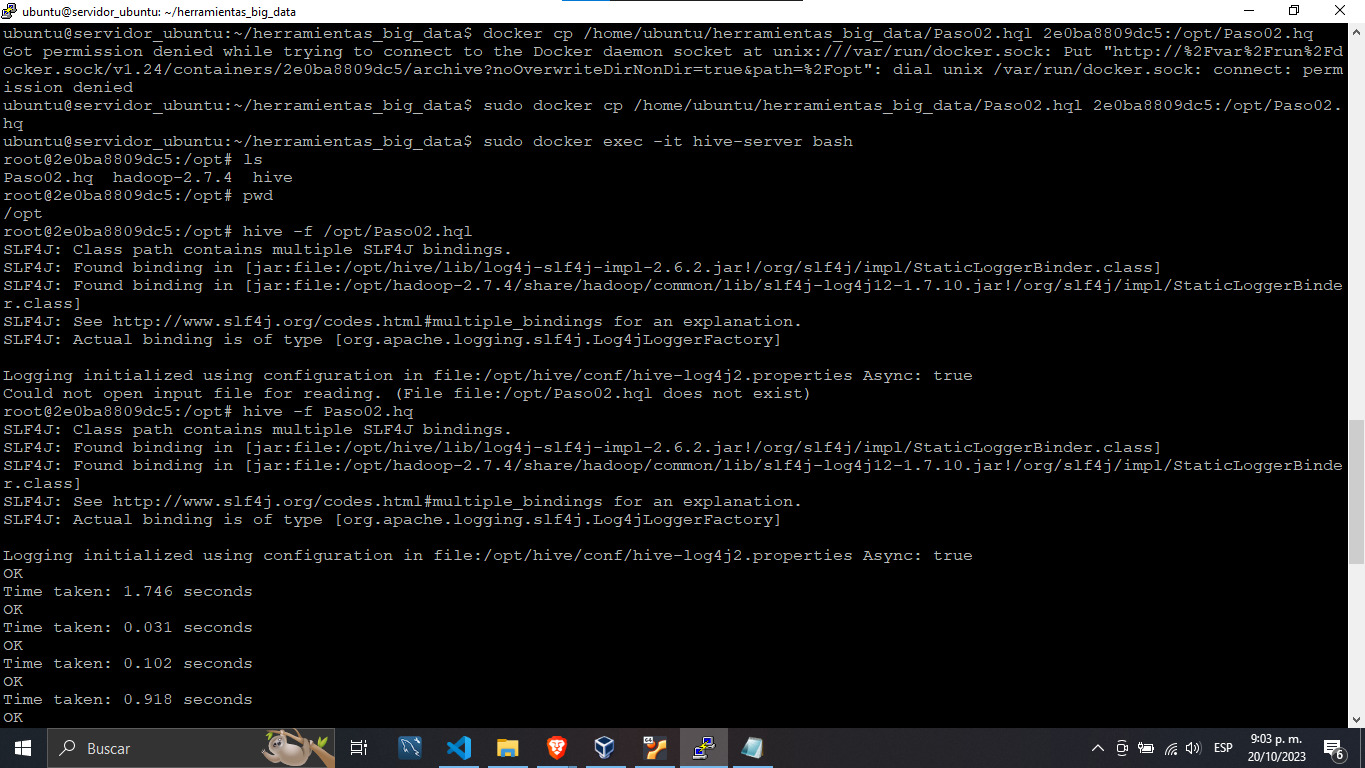 ubuntu@servidor_ubuntu: ~/herramientas_big_data
ubuntu@servidor_ubuntu:~/herramientas_big_data$ docker cp /home/ubuntu/herramientas_big_data/Paso02.hql 2e0ba8809dc5:/opt/Paso02.hq
Got permission denied while trying to connect to the Docker daemon socket at unix:///var/run/docker.sock: Put "http://%2Fvar%2Frun%2Fd
ocker.sock/v1.24/containers/2e0ba8809dc5/archive?noOverwriteDirNonDir=true&path=%2Fopt": dial unix /var/run/docker.sock: connect: perm
ission denied
ubuntu@servidor_ubuntu:~/herramientas_big_data$ sudo docker cp /home/ubuntu/herramientas_big_data/Paso02.hql 2e0ba8809dc5:/opt/Paso02.
hq
ubuntu@servidor_ubuntu:~/herramientas_big_data$ sudo docker exec -it hive-server bash
root@2e0ba8809dc5:/opt# ls
Paso02.hq  hadoop-2.7.4  hive
root@2e0ba8809dc5:/opt# pwd
/opt
root@2e0ba8809dc5:/opt# hive -f /opt/Paso02.hql
SLF4J: Class path contains multiple SLF4J bindings.
SLF4J: Found binding in [jar:file:/opt/hive/lib/log4j-slf4j-impl-2.6.2.jar!/org/slf4j/impl/StaticLoggerBinder.class]
SLF4J: Found binding in [jar:file:/opt/hadoop-2.7.4/share/hadoop/common/lib/slf4j-log4j12-1.7.10.jar!/org/slf4j/impl/StaticLoggerBinde
r.class]
SLF4J: See http://www.slf4j.org/codes.html#multiple_bindings for an explanation.
SLF4J: Actual binding is of type [org.apache.logging.slf4j.Log4jLoggerFactory]
Logging initialized using configuration in file:/opt/hive/conf/hive-log4j2.properties Async: true
Could not open input file for reading. (File file:/opt/Paso02.hql does not exist)
root@2e0ba8809dc5:/opt# hive -f Paso02.hq
SLF4J: Class path contains multiple SLF4J bindings.
SLF4J: Found binding in [jar:file:/opt/hive/lib/log4j-slf4j-impl-2.6.2.jar!/org/slf4j/impl/StaticLoggerBinder.class]
SLF4J: Found binding in [jar:file:/opt/hadoop-2.7.4/share/hadoop/common/lib/slf4j-log4j12-1.7.10.jar!/org/slf4j/impl/StaticLoggerBinde
r.class]
SLF4J: See http://www.slf4j.org/codes.html#multiple_bindings for an explanation.
SLF4J: Actual binding is of type [org.apache.logging.slf4j.Log4jLoggerFactory]
Logging initialized using configuration in file:/opt/hive/conf/hive-log4j2.properties Async: true
OK
Time taken: 1.746 seconds
OK
Time taken: 0.031 seconds
OK
Time taken: 0.102 seconds
OK
Time taken: 0.918 seconds
OK
Buscar
64
ESP
9:03 p. m.
20/10/2023
6